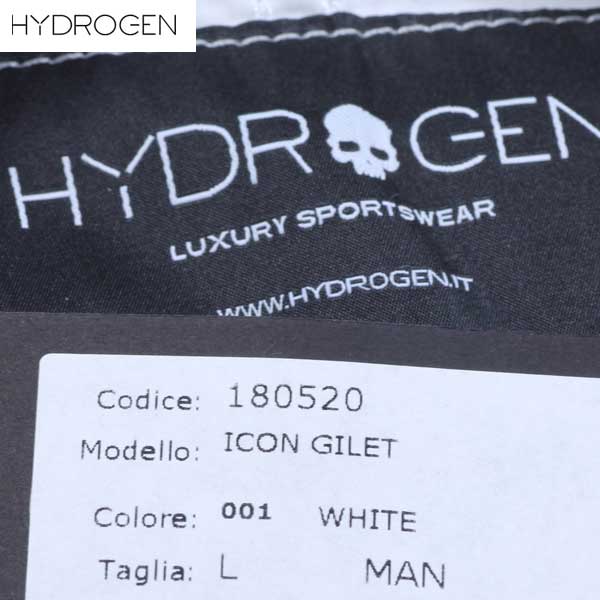 HYDROGEN
HYDROGEN
LUXURY SPORTSWEAR
WWW.HYDROGEN.IT
Codice: 180520
Modello: ICON GILET
Colore: 001 WHITE
Taglia: L MAN